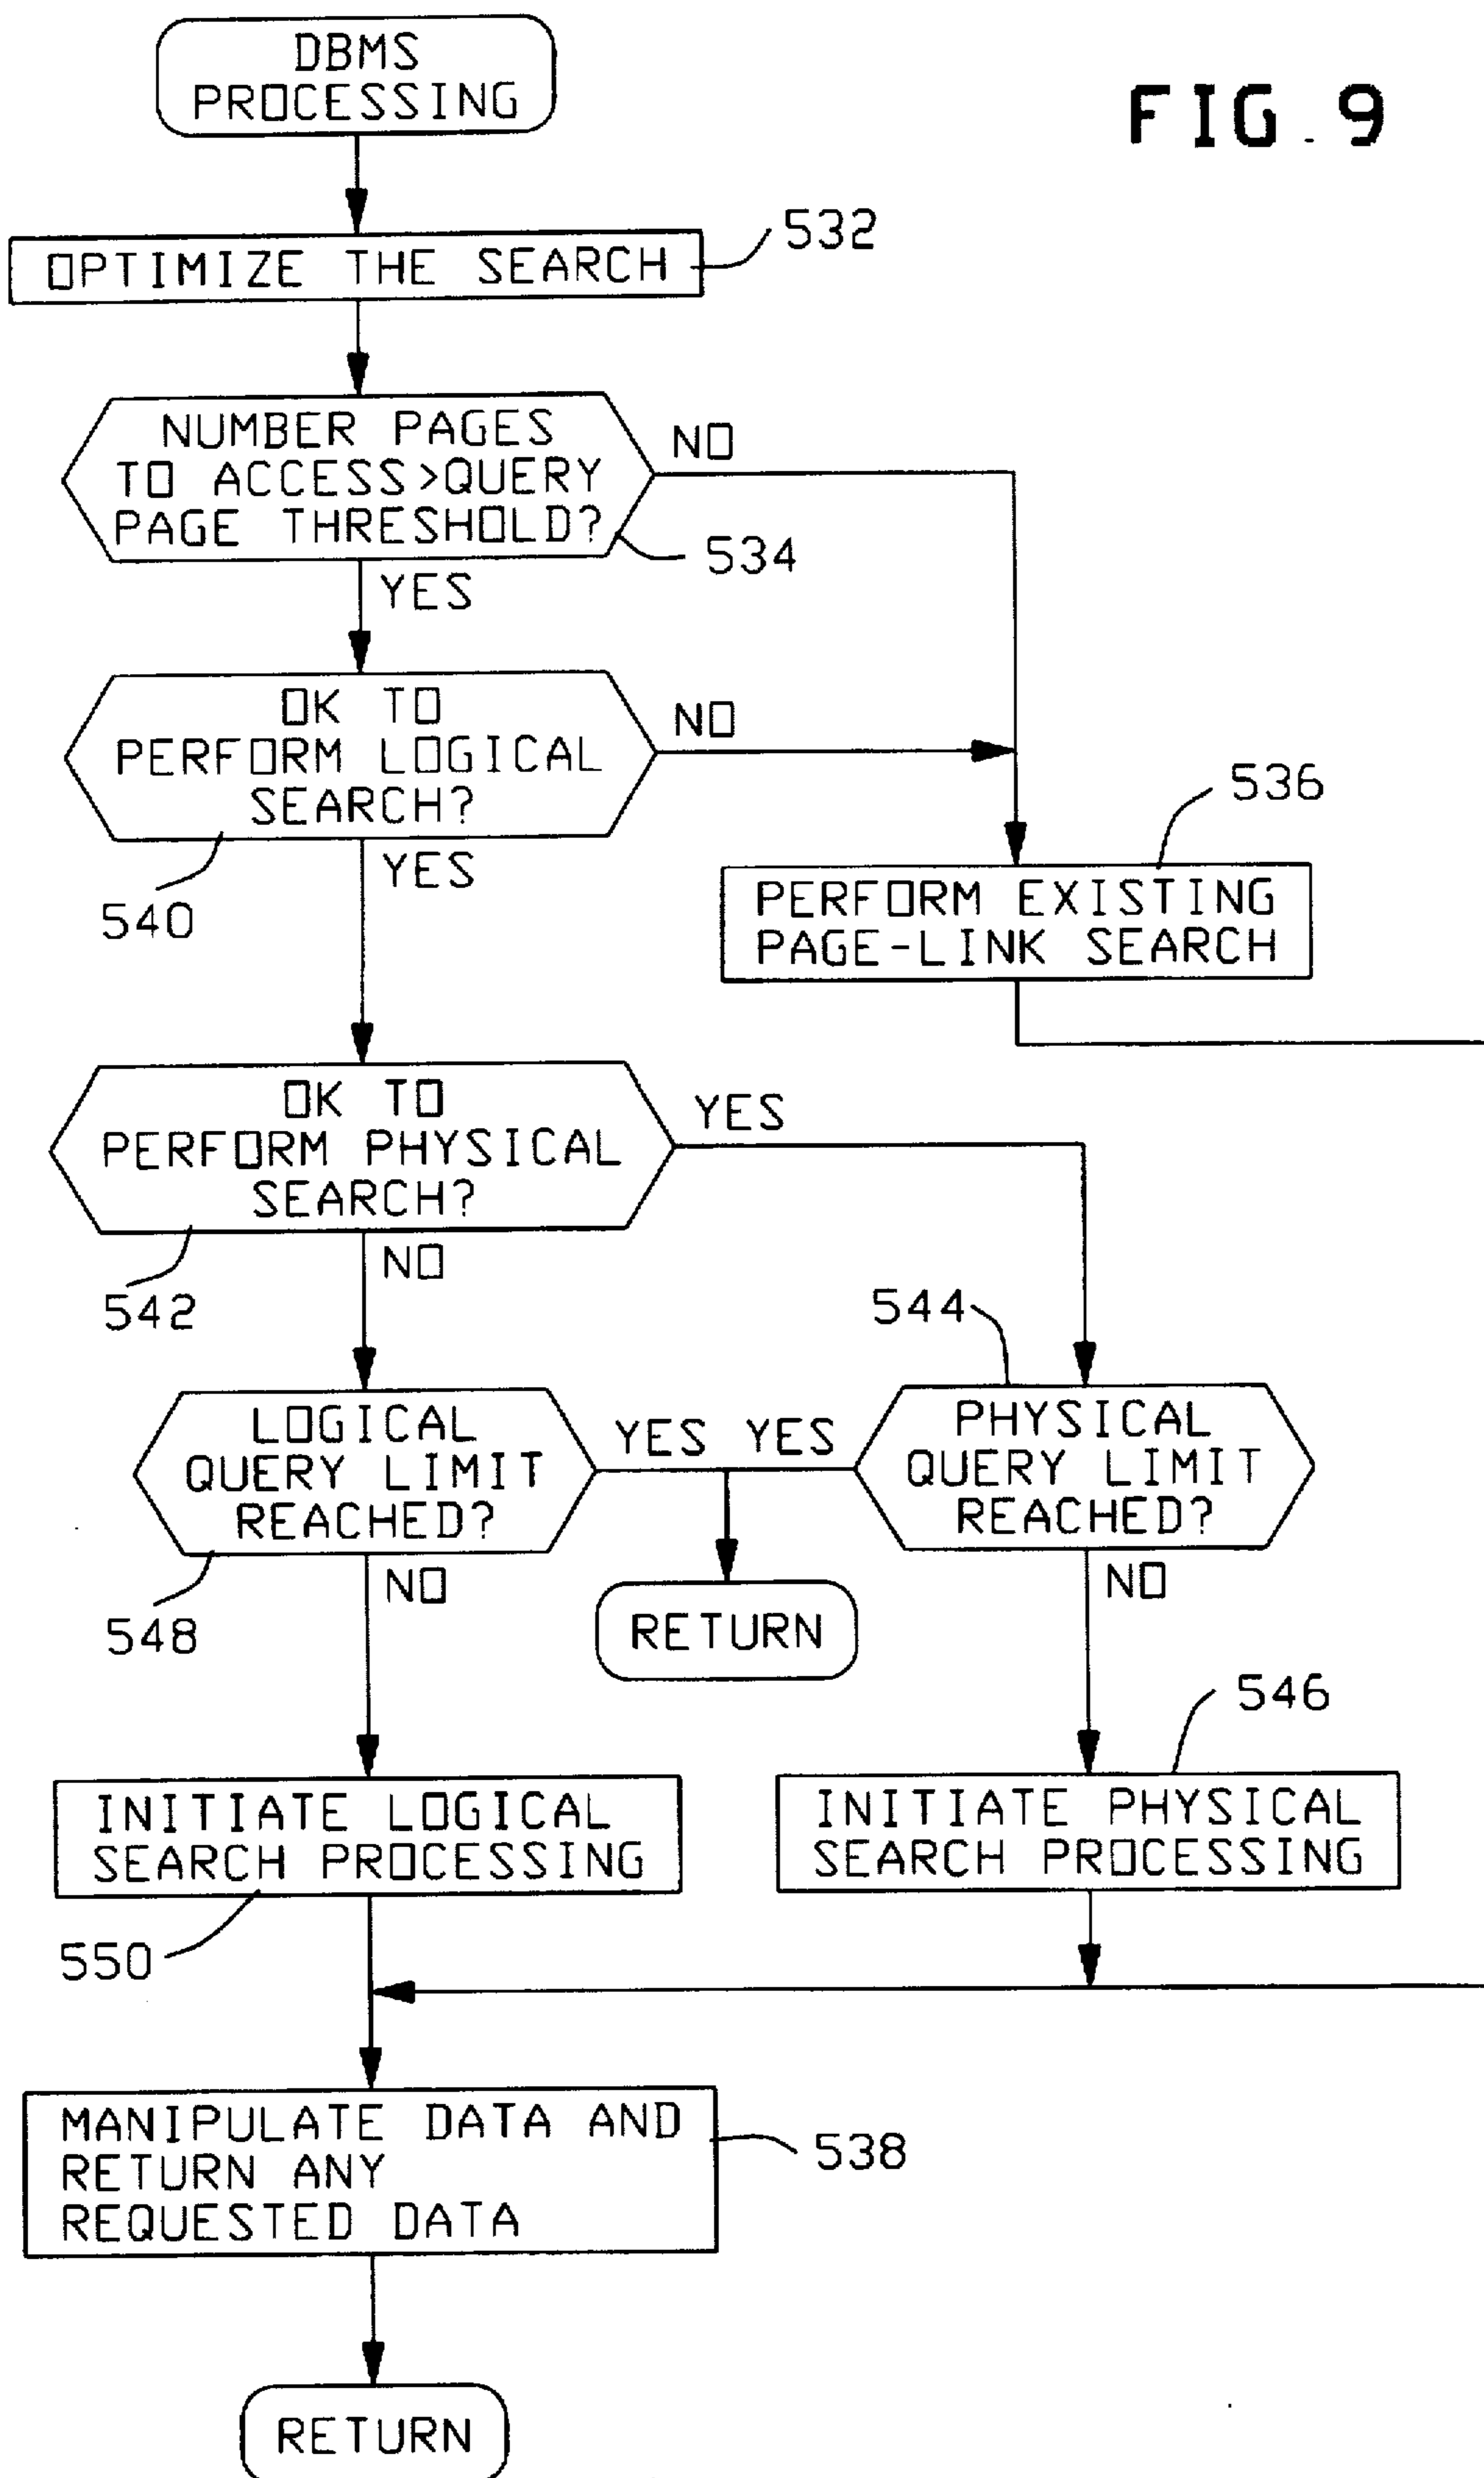 DBMS
PROCESSING
FIG. 9
OPTIMIZE THE SEARCH
532
NUMBER PAGES
TO ACCESS>QUERY
PAGE THRESHOLD?
NO
534
YES
OK TO
PERFORM LOGICAL
SEARCH?
NO
540
YES
536
PERFORM EXISTING
PAGE-LINK SEARCH
OK TO
PERFORM PHYSICAL
SEARCH?
YES
542
NO
544
LOGICAL
QUERY LIMIT
REACHED?
YES YES
PHYSICAL
QUERY LIMIT
REACHED?
548
NO
RETURN
NO
546
INITIATE LOGICAL
SEARCH PROCESSING
INITIATE PHYSICAL
SEARCH PROCESSING
550
MANIPULATE DATA AND
RETURN ANY
REQUESTED DATA
538
RETURN